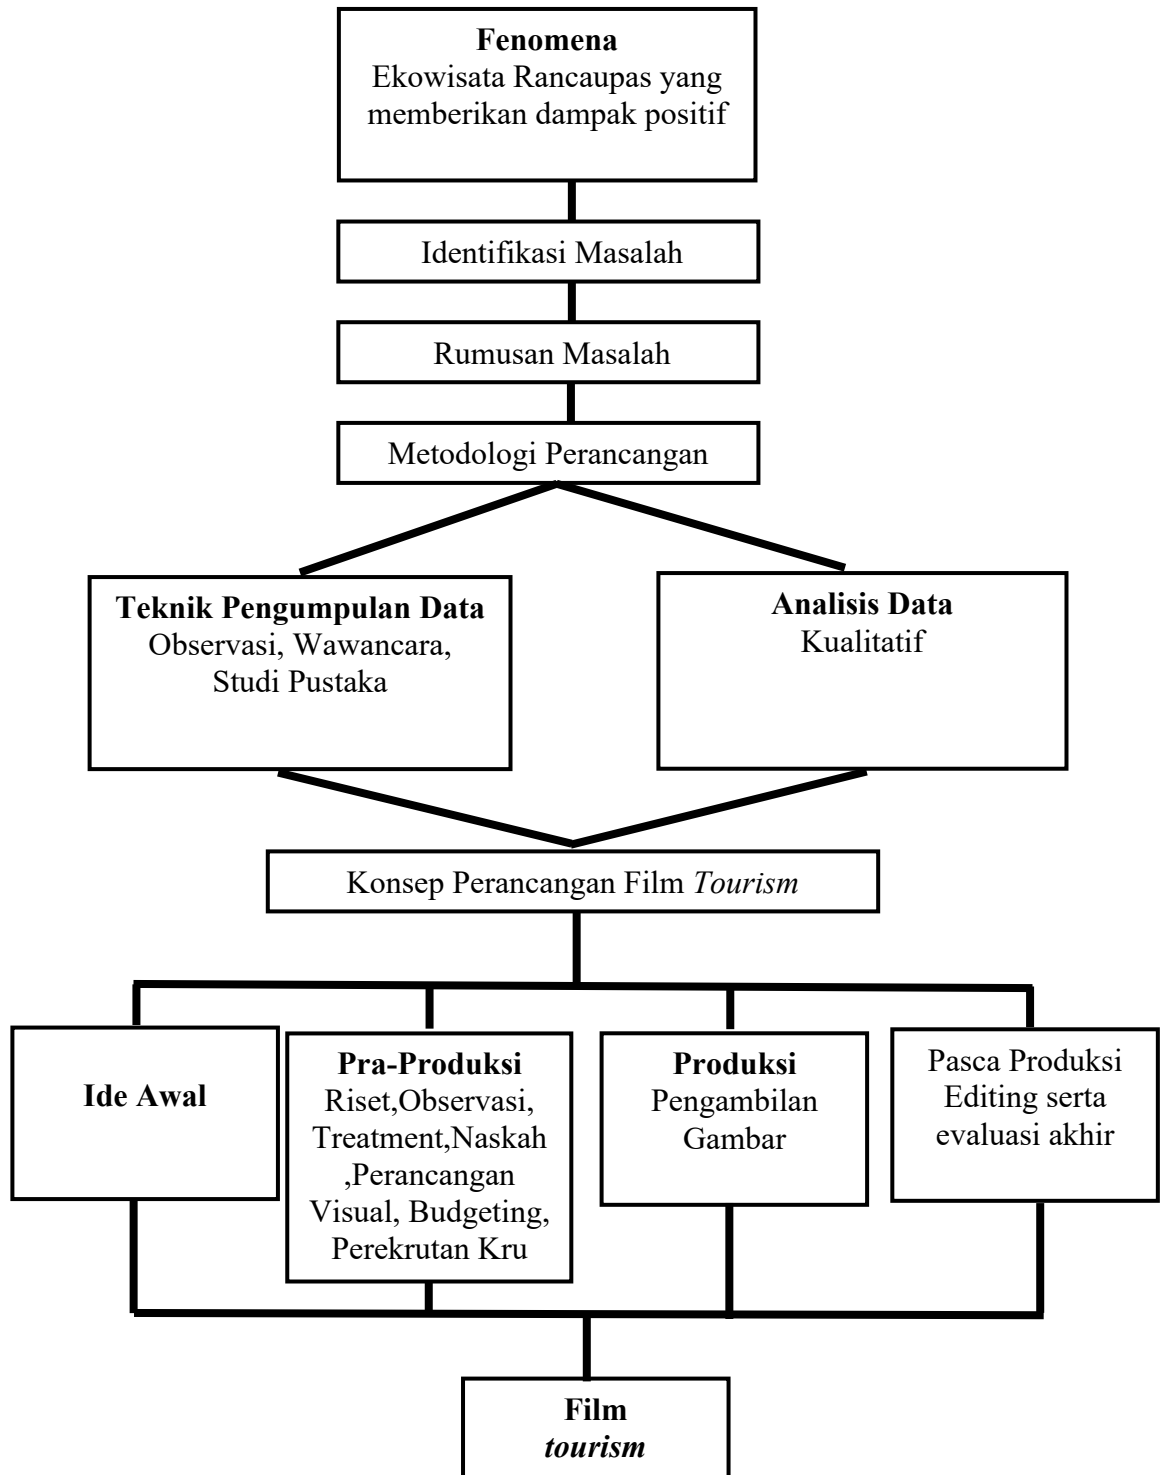 Fenomena
Ekowisata Rancaupas yang
memberikan dampak positif
Identifikasi Masalah
Rumusan Masalah
Metodologi Perancangan
Teknik Pengumpulan Data
Observasi, Wawancara,
Studi Pustaka
Analisis Data
Kualitatif
Konsep Perancangan Film Tourism
Ide Awal
Pra-Produksi
Riset,Observasi,
Treatment,Naskah
,Perancangan
Visual, Budgeting,
Perekrutan Kru
Produksi
Pengambilan
Gambar
Pasca Produksi
Editing serta
evaluasi akhir
Film
tourism